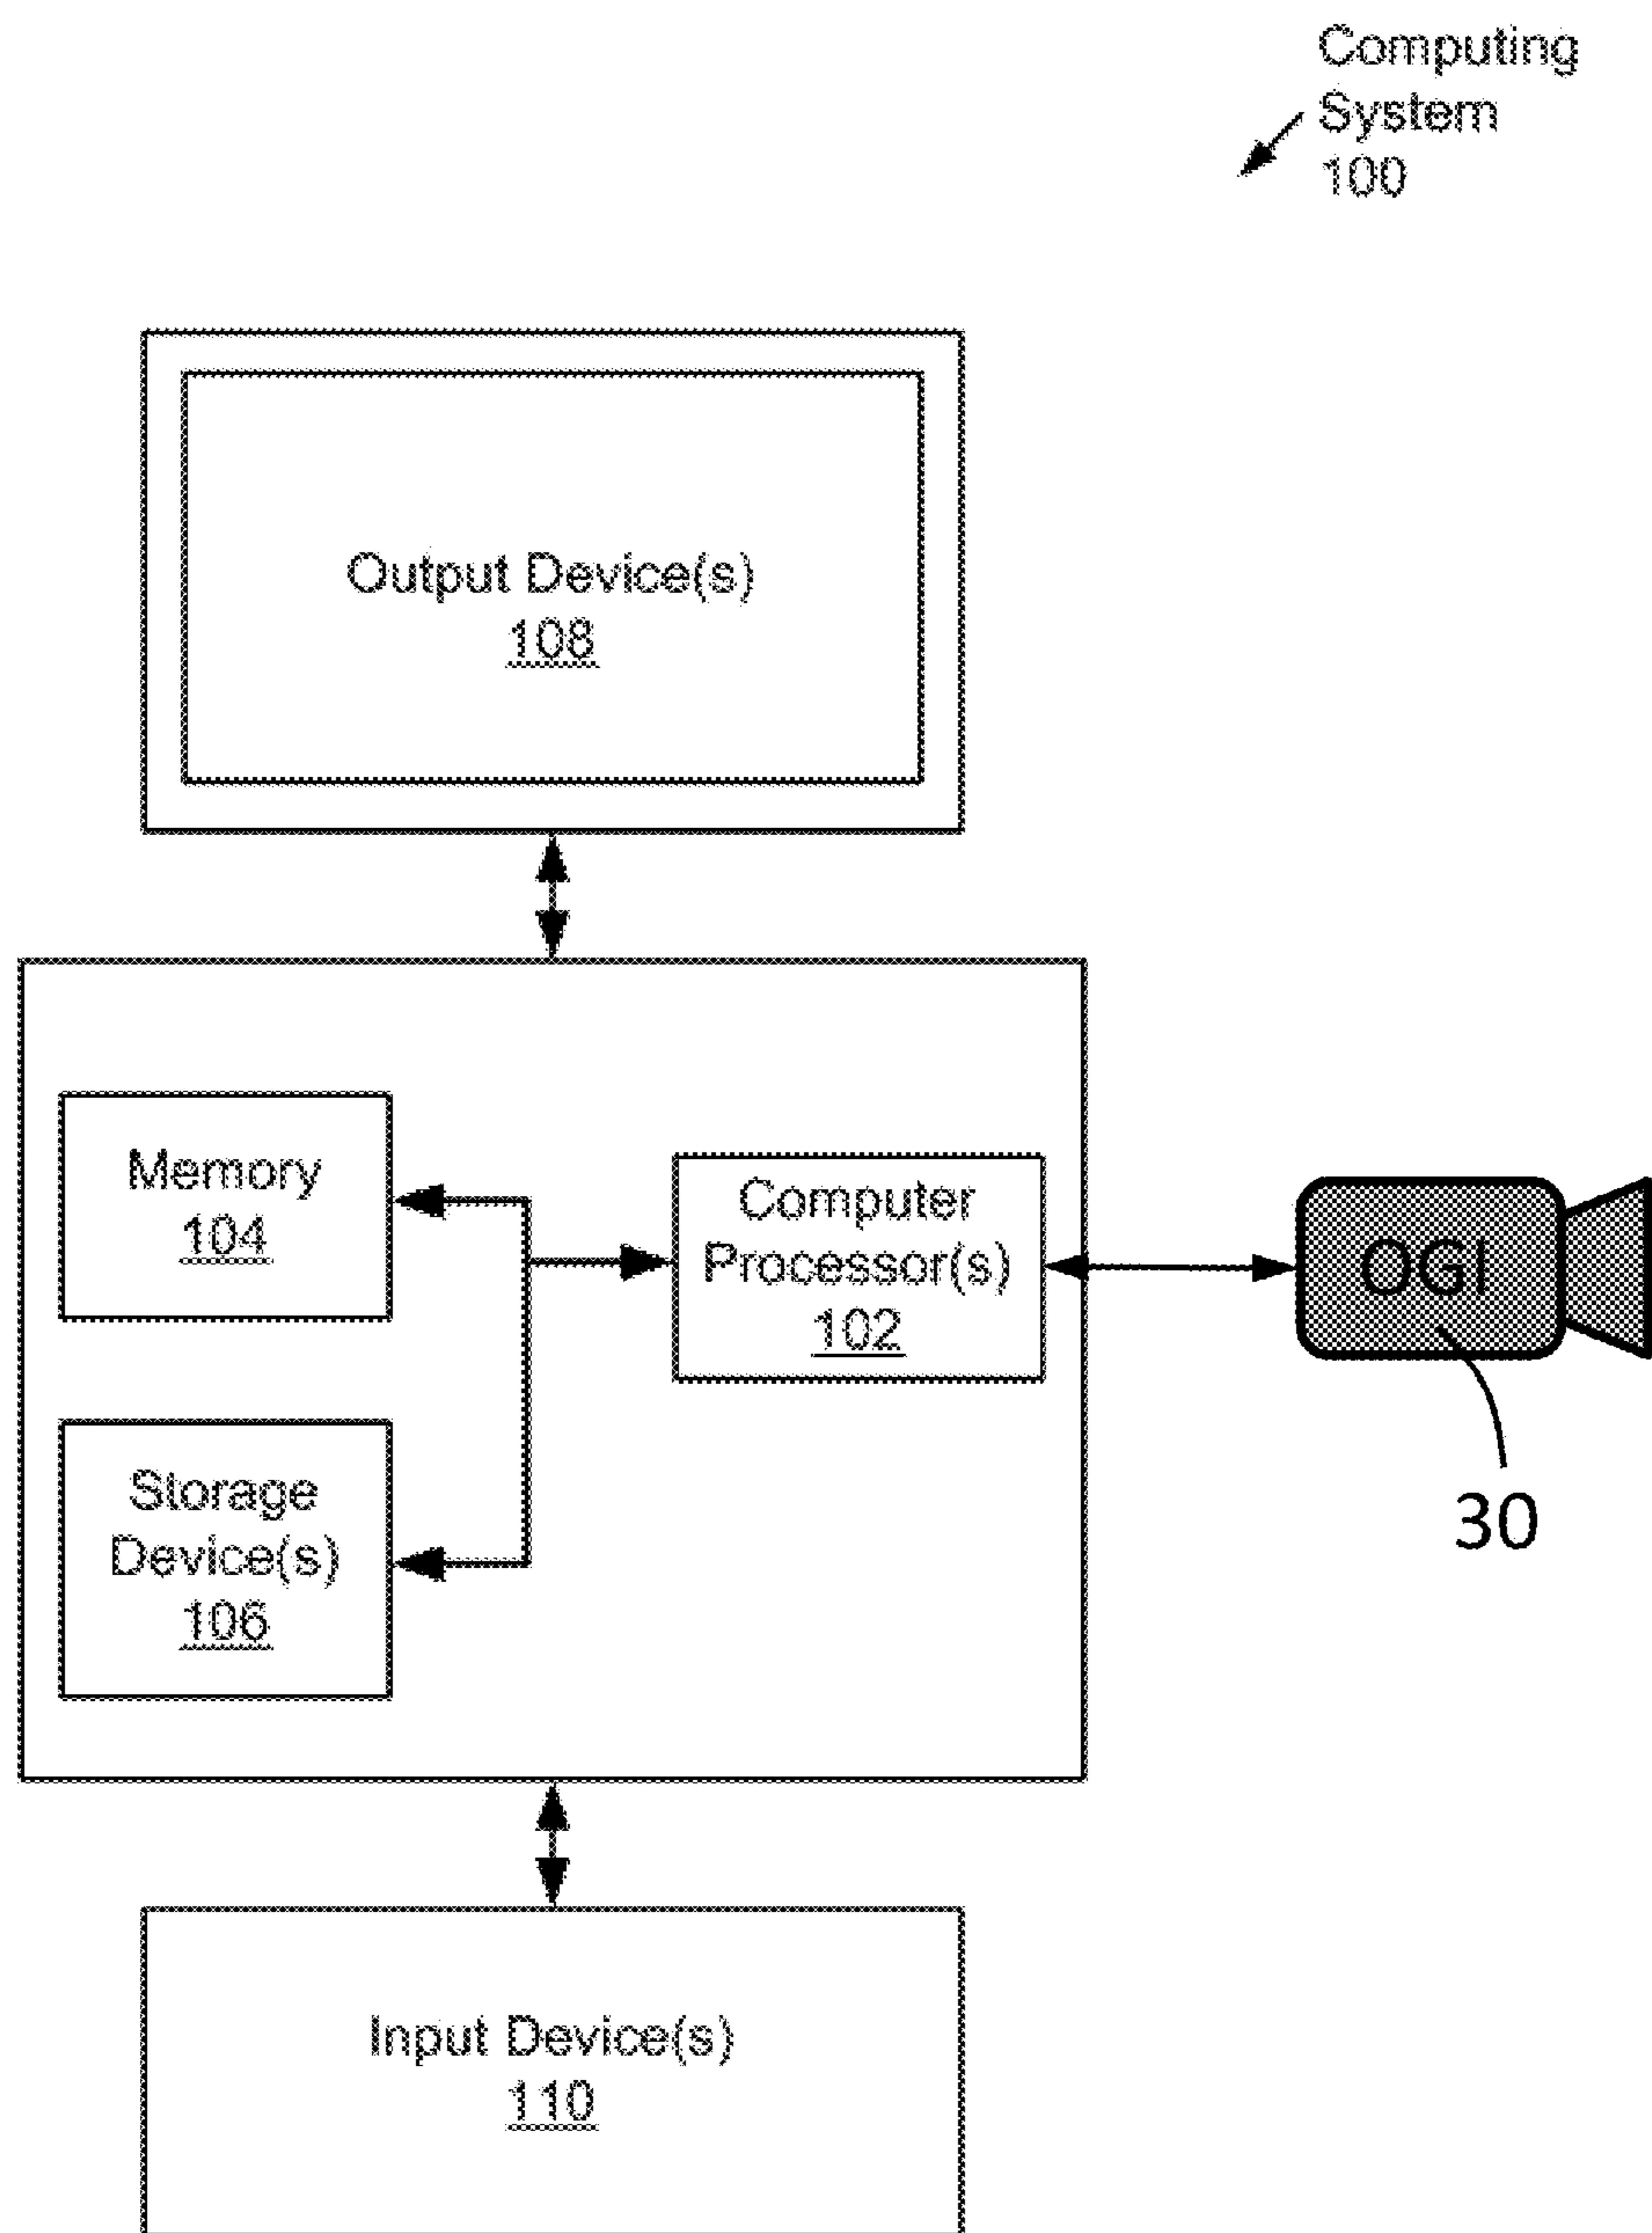 Computing
System
100
Output Device(s)
108
Memory
104
Computer
Processor(s)
102
OGI
30
Storage
Device(s)
106
Input Device(s)
110